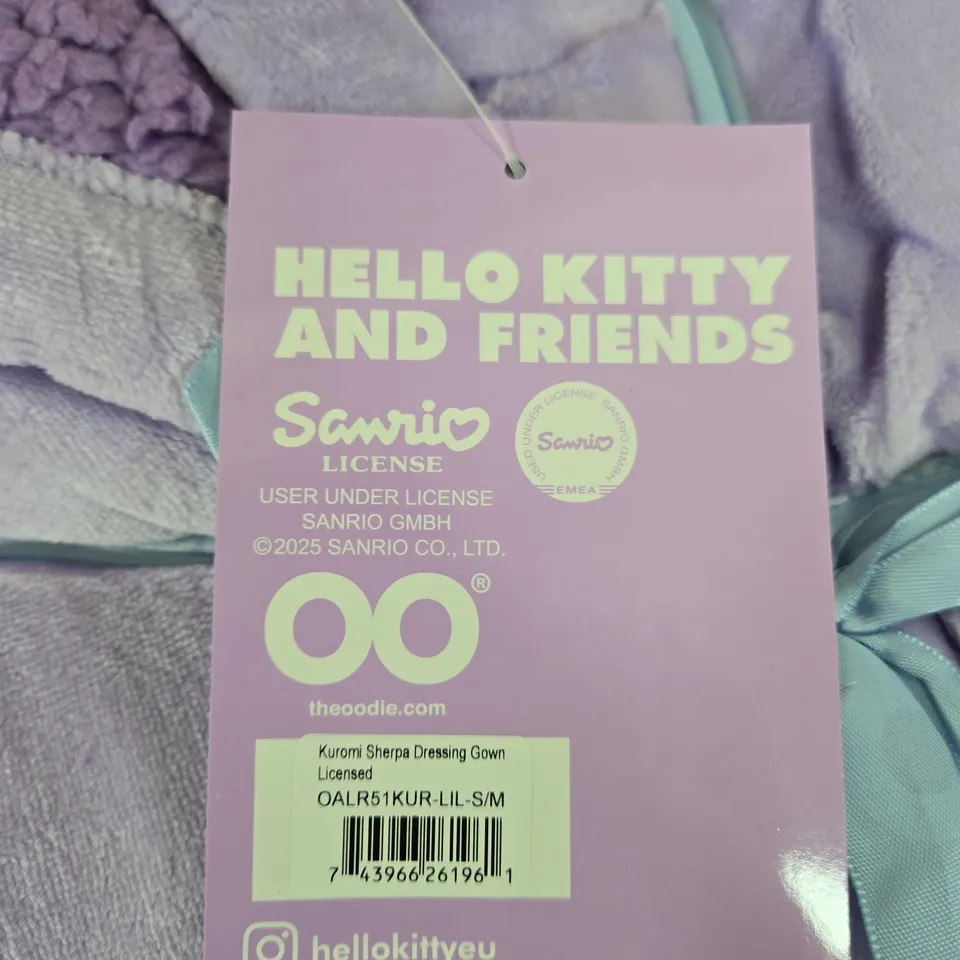 HELLO KITTY
AND FRIENDS
Sanrio
LICENSE
USED UNDER LICENSE SANRIO GMBH
Sanrio
EMEA
USER UNDER LICENSE
SANRIO GMBH
©2025 SANRIO CO., LTD.
OO®
theoodie.com
Kuromi Sherpa Dressing Gown
Licensed
OALR51KUR-LIL-S/M
7 43966 26196 1
hellokittyeu